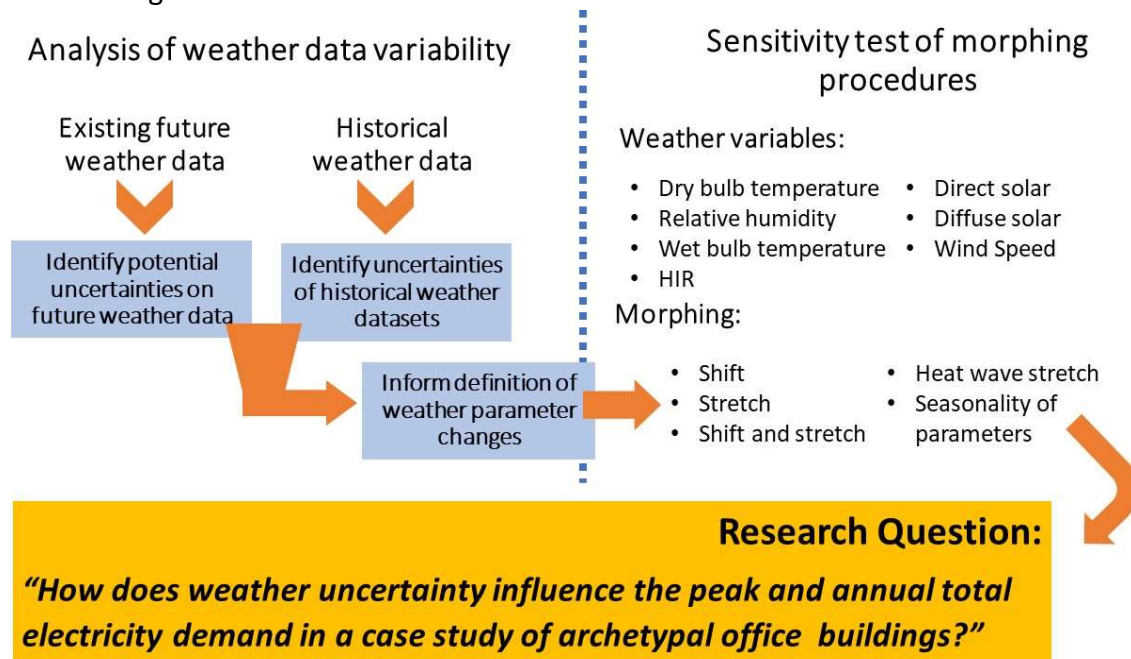 Analysis of weather data variability
Existing future
weather data
Historical
weather data
Identify potential
uncertainties on
future weather data
Identify uncertainties
of historical weather
datasets
Inform definition of
weather parameter
changes
Sensitivity test of morphing
procedures
Weather variables:
• Dry bulb temperature
• Relative humidity
• Wet bulb temperature
• HIR
• Direct solar
• Diffuse solar
• Wind Speed
Morphing:
• Shift
• Stretch
• Shift and stretch
• Heat wave stretch
• Seasonality of
parameters
Research Question:
“How does weather uncertainty influence the peak and annual total
electricity demand in a case study of archetypal office buildings?”